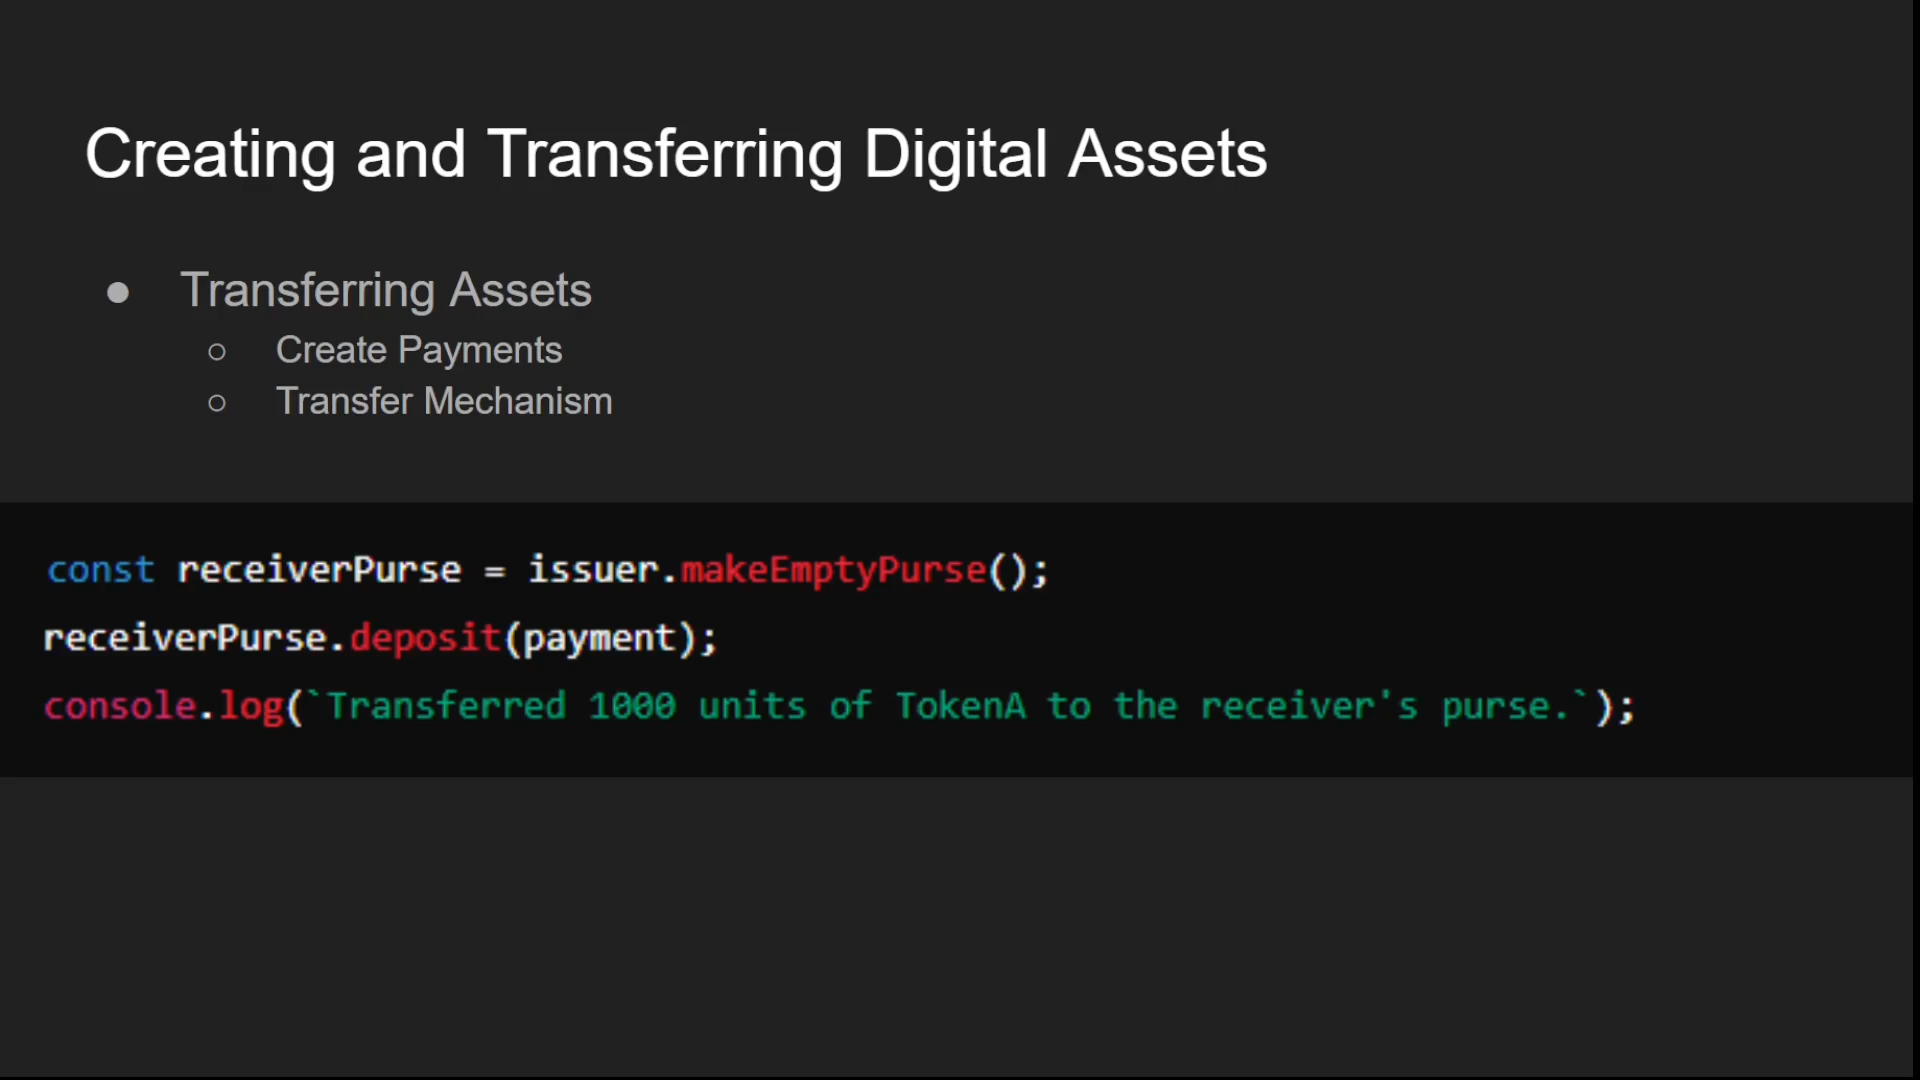 Creating and Transferring Digital Assets
● Transferring Assets
○ Create Payments
○ Transfer Mechanism
const receiverPurse = issuer.makeEmptyPurse();
receiverPurse.deposit(payment);
console.log(`Transferred 1000 units of TokenA to the receiver's purse.`);